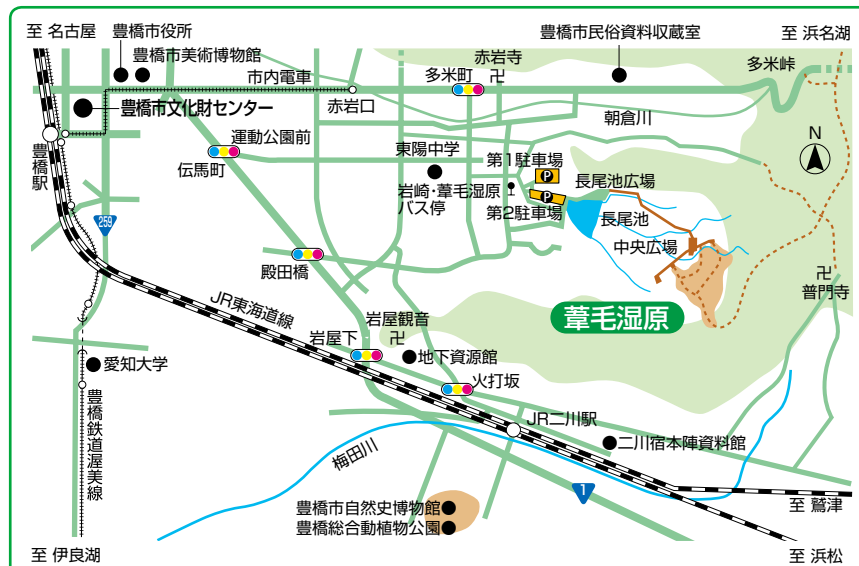 至 名古屋
豊橋市役所
豊橋市美術博物館
市内電車
豊橋市文化財センター
赤岩口
赤岩寺
多米町
豊橋市民俗資料収蔵室
至 浜名湖
多米峠
朝倉川
豊橋駅
運動公園前
伝馬町
東陽中学
第1駐車場
P
岩崎・葦毛湿原
バス停
P
第2駐車場
長尾池広場
長尾池
中央広場
N
259
殿田橋
葦毛湿原
普門寺
JR東海道線
岩屋下
岩屋観音
地下資源館
火打坂
愛知大学
豊橋鉄道渥美線
JR二川駅
二川宿本陣資料館
梅田川
1
豊橋市自然史博物館
豊橋総合動植物公園
至 鷲津
至 伊良湖
至 浜松